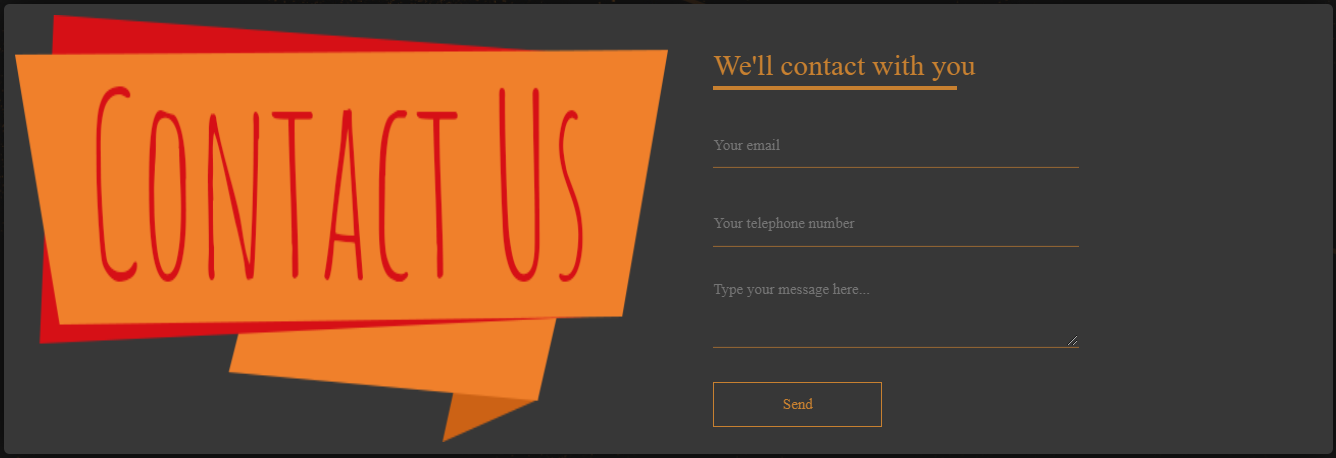 Contact Us
We'll contact with you
Your email
Your telephone number
Type your message here...
Send